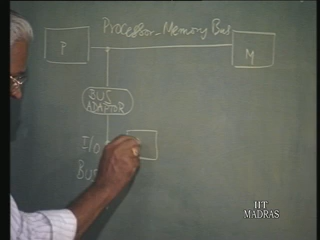 Processor-Memory Bus
P
M
BUS
ADAPTOR
I/O
Bus
IIT
MADRAS